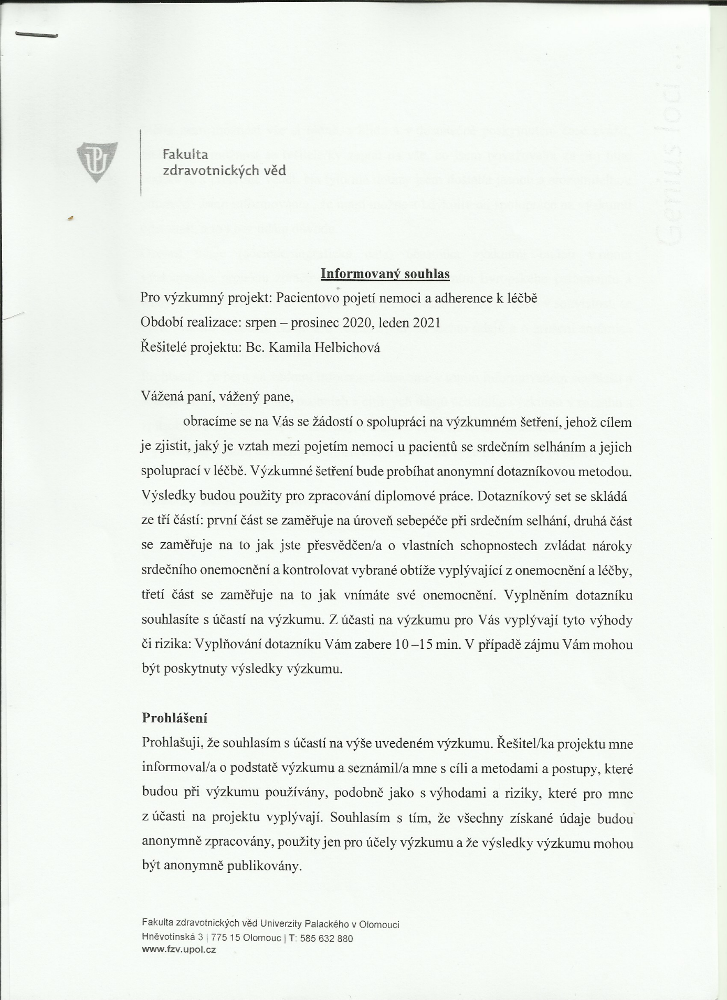 Fakulta
zdravotnických věd
Genius loci ...
Informovaný souhlas
Pro výzkumný projekt: Pacientovo pojetí nemoci a adherence k léčbě
Období realizace: srpen – prosinec 2020, leden 2021
Řešitelé projektu: Bc. Kamila Helbichová
Vážená paní, vážený pane,
obracíme se na Vás se žádostí o spolupráci na výzkumném šetření, jehož cílem
je zjistit, jaký je vztah mezi pojetím nemoci u pacientů se srdečním selháním a jejich
spoluprací v léčbě. Výzkumné šetření bude probíhat anonymní dotazníkovou metodou.
Výsledky budou použity pro zpracování diplomové práce. Dotazníkový set se skládá
ze tří částí: první část se zaměřuje na úroveň sebepéče při srdečním selhání, druhá část
se zaměřuje na to jak jste přesvědčen/a o vlastních schopnostech zvládat nároky
srdečního onemocnění a kontrolovat vybrané obtíže vyplývající z onemocnění a léčby,
třetí část se zaměřuje na to jak vnímáte své onemocnění. Vyplněním dotazníku
souhlasíte s účastí na výzkumu. Z účasti na výzkumu pro Vás vyplývají tyto výhody
či rizika: Vyplňování dotazníku Vám zabere 10 –15 min. V případě zájmu Vám mohou
být poskytnuty výsledky výzkumu.
Prohlášení
Prohlašuji, že souhlasím s účastí na výše uvedeném výzkumu. Řešitel/ka projektu mne
informoval/a o podstatě výzkumu a seznámil/a mne s cíli a metodami a postupy, které
budou při výzkumu používány, podobně jako s výhodami a riziky, které pro mne
z účasti na projektu vyplývají. Souhlasím s tím, že všechny získané údaje budou
anonymně zpracovány, použity jen pro účely výzkumu a že výsledky výzkumu mohou
být anonymně publikovány.
Fakulta zdravotnických věd Univerzity Palackého v Olomouci
Hněvotínská 3 | 775 15 Olomouc | T: 585 632 880
www.fzv.upol.cz